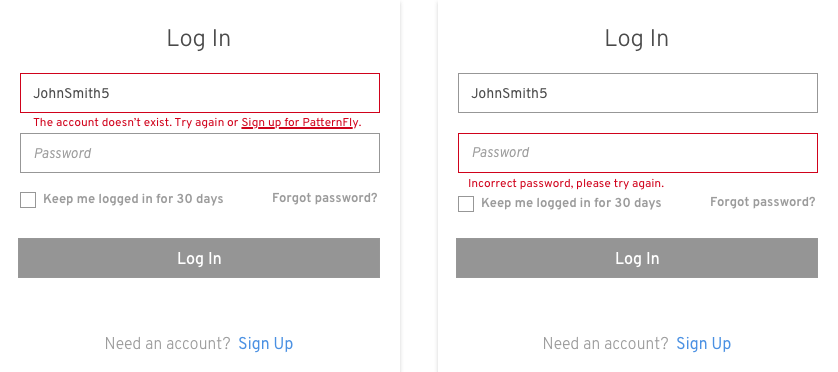 Log In
JohnSmith5
The account doesn't exist. Try again or Sign up for PatternFly.
Password
Keep me logged in for 30 days
Forgot password?
Log In
Need an account? Sign Up
Log In
JohnSmith5
Password
Incorrect password, please try again.
Keep me logged in for 30 days
Forgot password?
Log In
Need an account? Sign Up